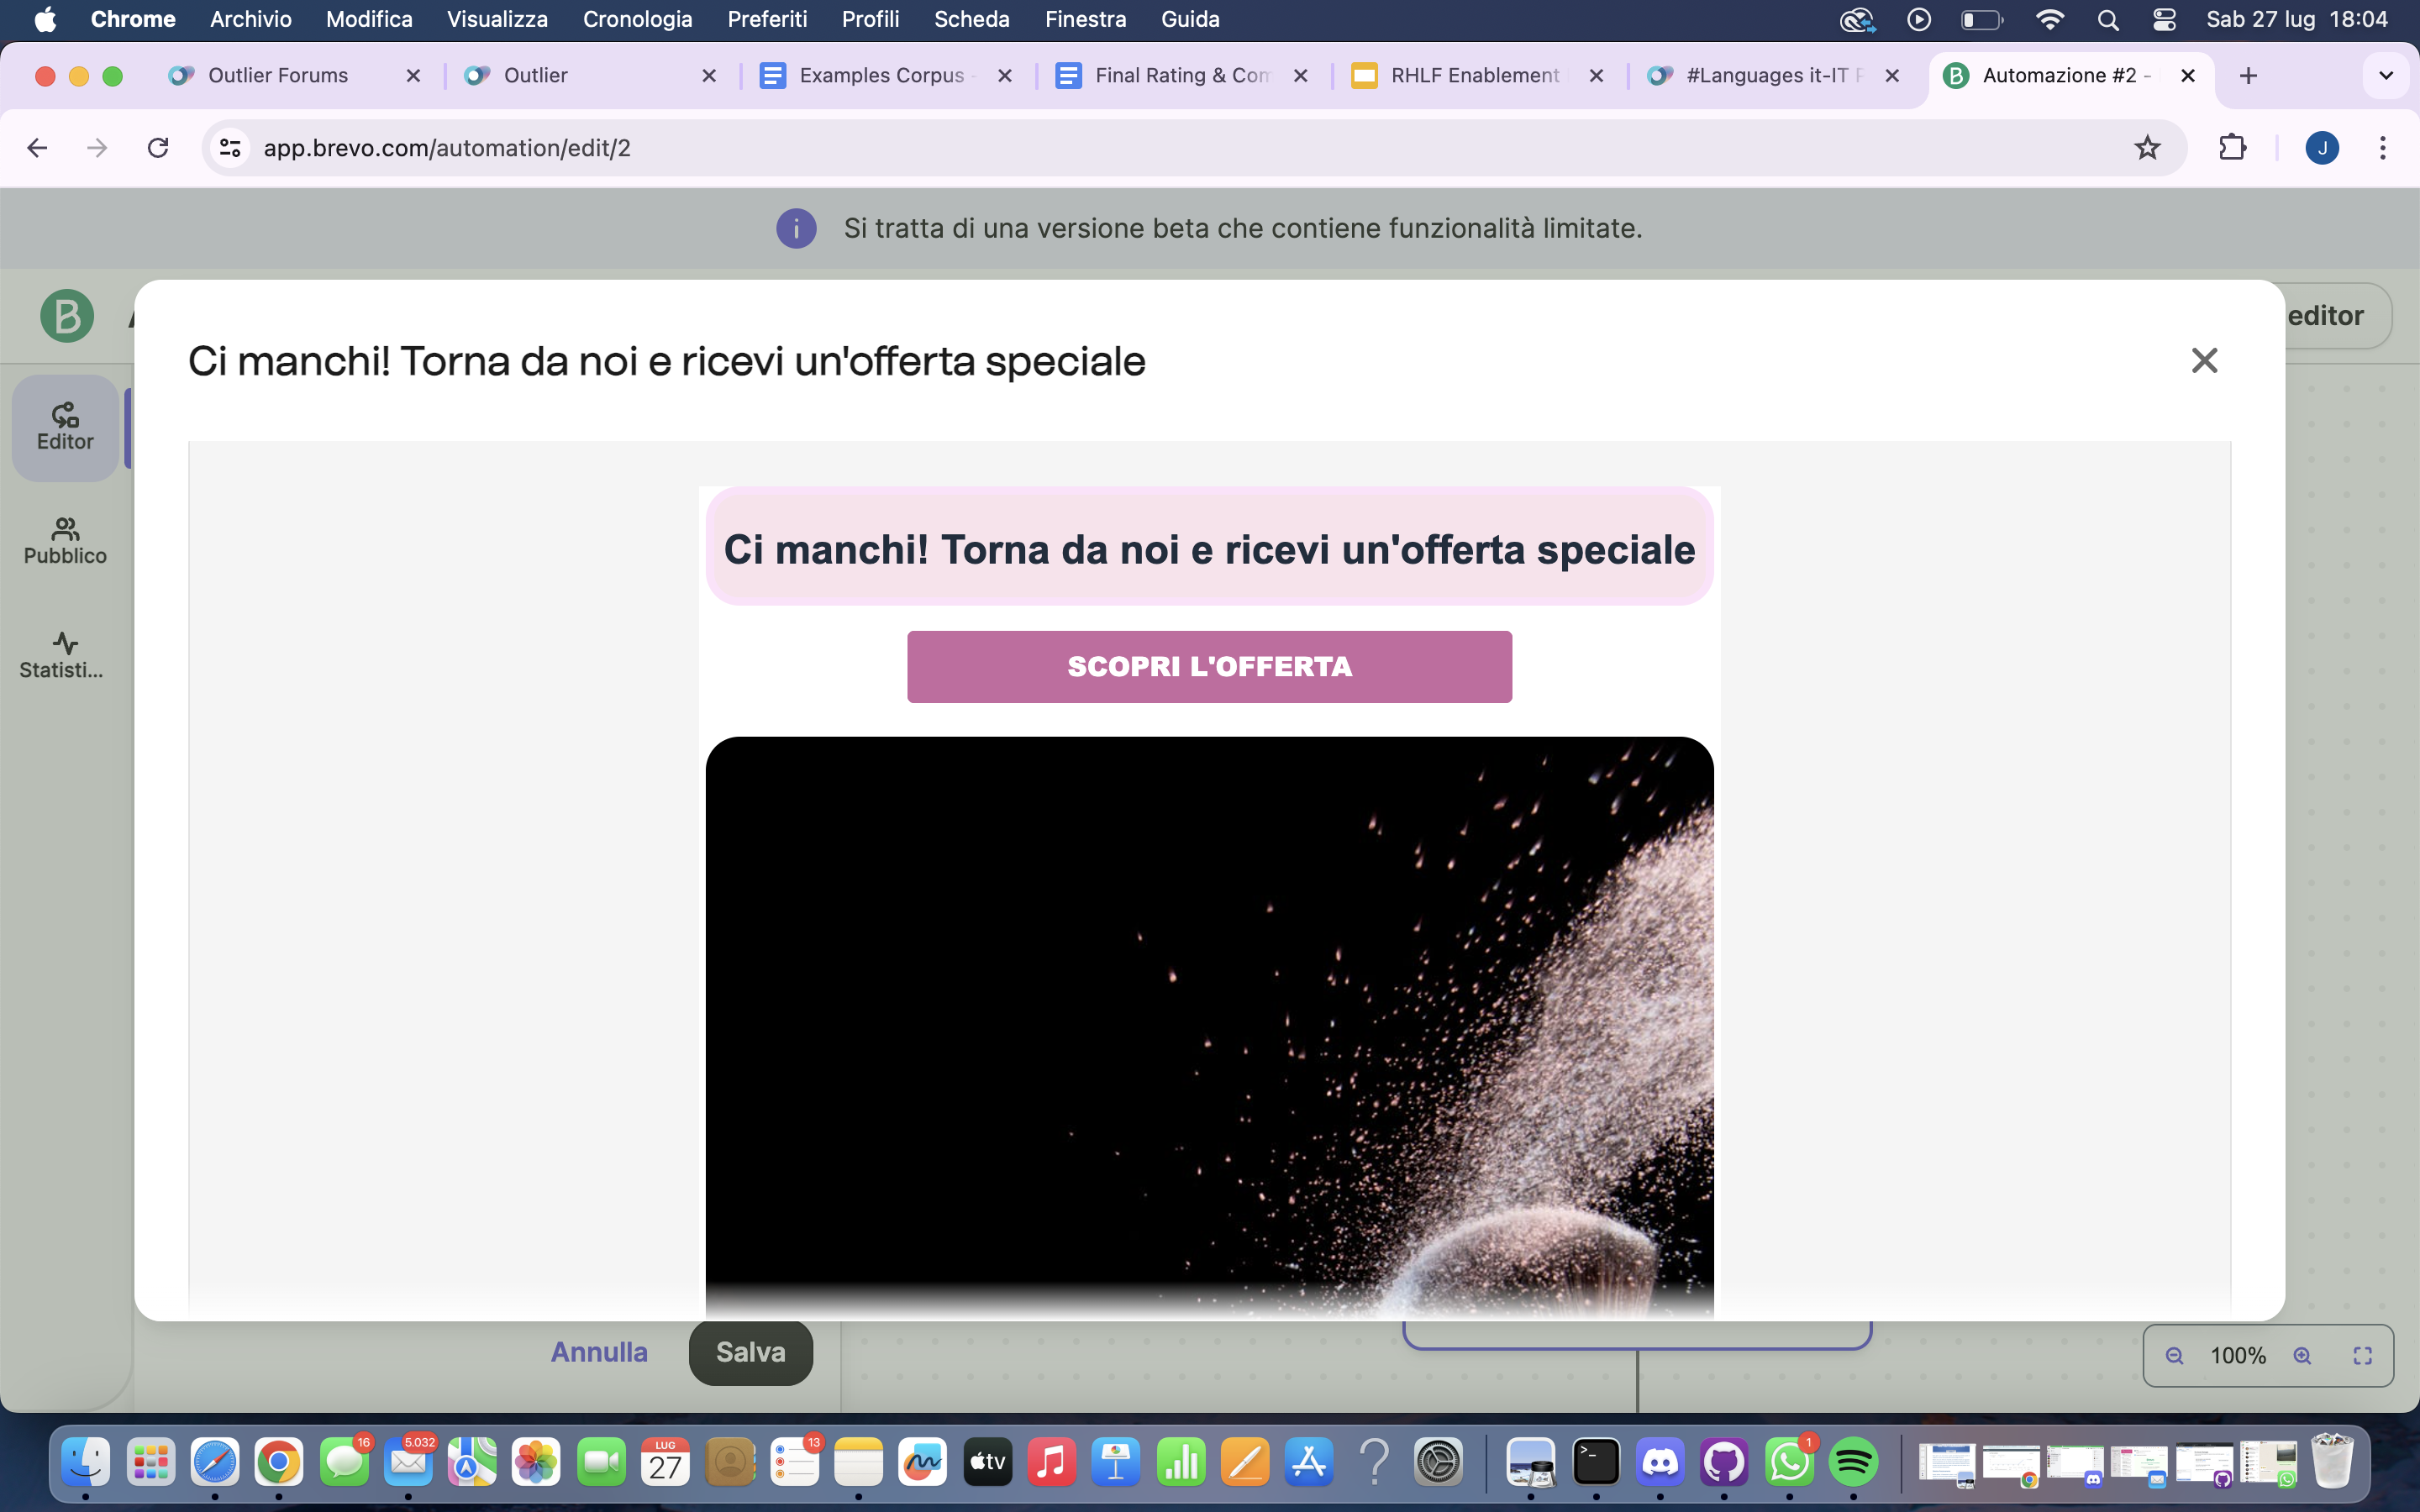 Chrome Archivio Modifica Visualizza Cronologia Preferiti Profili Scheda Finestra Guida Sab 27 lug 18:04
Outlier Forums Outlier Examples Corpus - Final Rating & Com RHLF Enablement #Languages it-IT Automazione #2 -
app.brevo.com/automation/edit/2 J
Si tratta di una versione beta che contiene funzionalità limitate.
B editor
Ci manchi! Torna da noi e ricevi un'offerta speciale
Editor
Pubblico
Statisti...
Ci manchi! Torna da noi e ricevi un'offerta speciale
SCOPRI L'OFFERTA
Annulla Salva 100%
16 5.032 LUG 27 13 tv 1